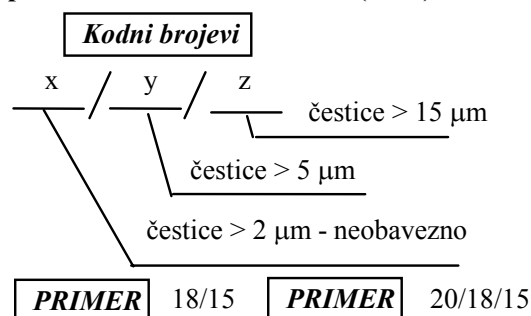 Kodni brojevi
x / y / z
čestice > 15 μm
čestice > 5 μm
čestice > 2 μm - neobavezno
PRIMER 18/15 PRIMER 20/18/15